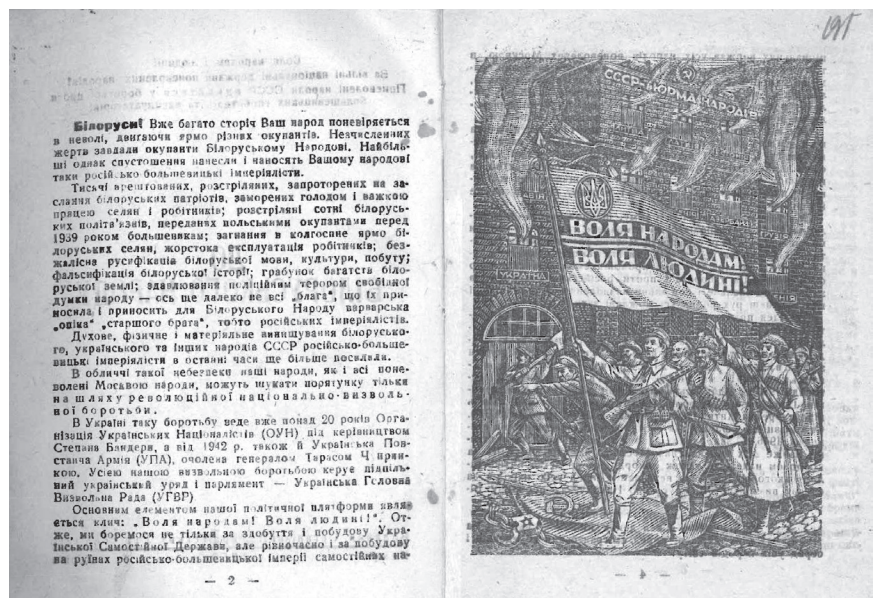 Білоруси! Вже багато сторіч Ваш народ поневіряється
в неволі, двигаючи ярмо різних окупантів. Незчисленних
жертв завдали окупанти Білоруському Народові. Найбіль-
ші однак спустошення нанесли і наносять Вашому народові
таки російсько-большевицькі імперіялісти.
Тисячі арештованих, розстріляних, запроторених на за-
слання білоруських патріотів, заморених голодом і важкою
працею селян і робітників; розстріляні сотні білорусь-
ких політв'язнів, переданих польськими окупантами перед
1939 роком большевикам; загнання в колгоспне ярмо бі-
лоруських селян, жорстока експлуатація робітників; без-
жалісна русифікація білоруської мови, культури, побуту;
фальсифікація білоруської історії; грабунок багатств біло-
руської землі; здавлювання поліційним терором свобідної
думки народу — ось ще далеко не всі „блага“, що їх при-
носила і приносить для Білоруського Народу варварська
„опіка“ „старшого брата“, тобто російських імперіялістів.
Духове, фізичне і матеріальне винищування білорусько-
го, українського та інших народів СССР російсько-больше-
вицькі імперіялісти в останні часи ще більше посилили.
В обличчі такої небезпеки наші народи, як і всі поне-
волені Москвою народи, можуть шукати порятунку тільки
на шляху революційної національно-визволь-
ної боротьби.
В Україні таку боротьбу веде вже понад 20 років Орга-
нізація Українських Націоналістів (ОУН) під керівництвом
Степана Бандери, а від 1942 р. також й Українська Пов-
станча Армія (УПА), очолена генералом Тарасом
Усією нашою визвольною боротьбою керує підпіль-
ний український уряд і парламент — Українська Головна
Визвольна Рада (УГВР)
Основним елементом нашої політичної платформи явля-
ється клич: „Воля народам! Воля людині!“. От-
же, ми боремося не тільки за здобуття і побудову Укра-
їнської Самостійної Держави, але рівночасно і за побудову
на руїнах російсько-большевицької імперії самостійних на-
— 2 —
СССР
ЮРМА НАРОДІВ
ВОЛЯ НАРОДАМ!
ВОЛЯ ЛЮДИНІ!
УКРАЇНА